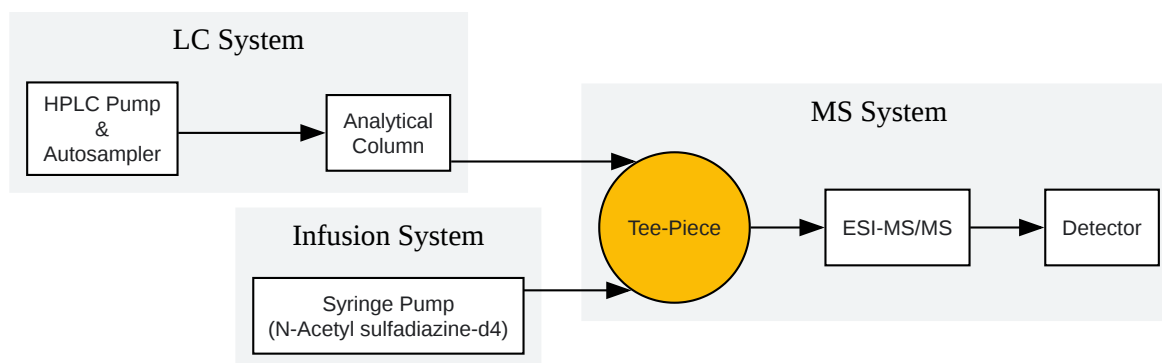 LC System
HPLC Pump
&
Autosampler
Analytical
Column
Infusion System
Syringe Pump
(N-Acetyl sulfadiazine-d4)
MS System
Tee-Piece
ESI-MS/MS
Detector